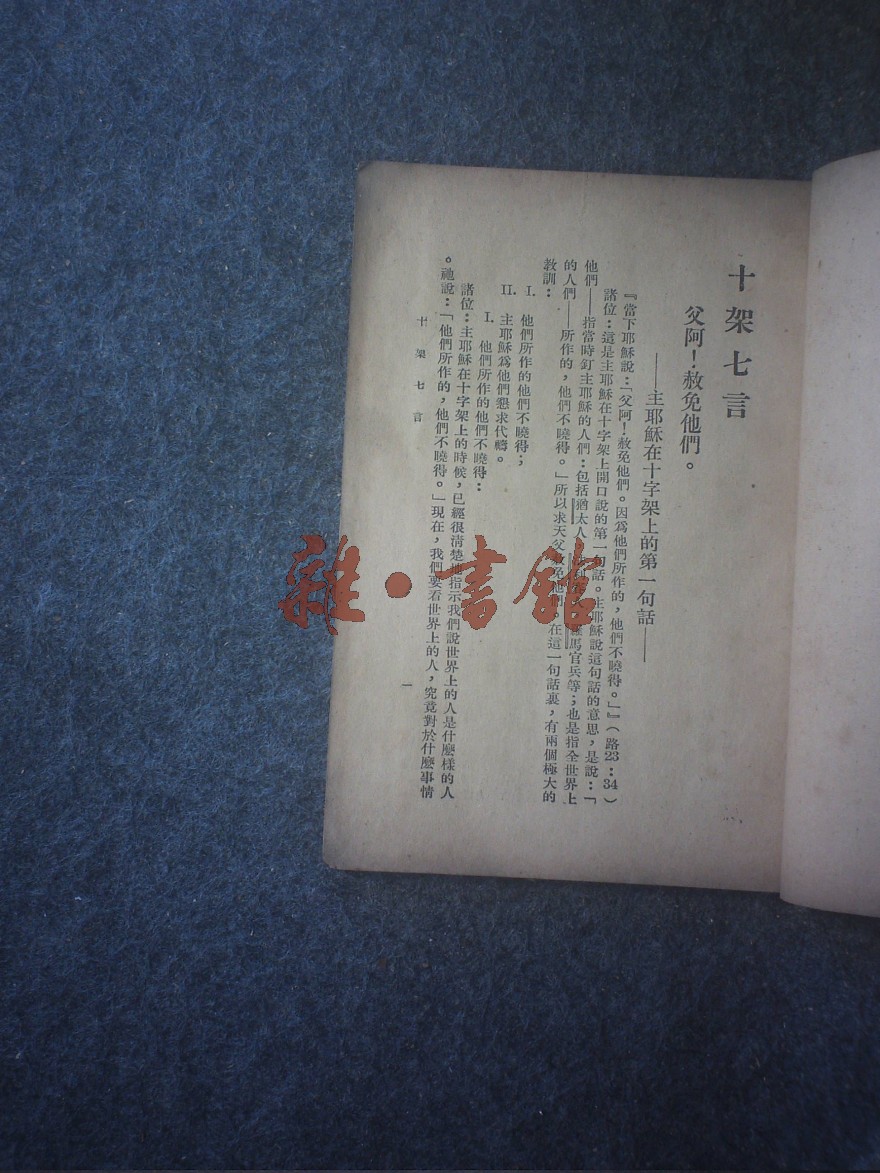 十架七言
父阿!赦免他們。
——主耶穌在十字架上的第一句話——
『當下耶穌說:「父阿!赦免他們。因爲他們所作的,他們不曉得。」』(路23:34)
諸位:這是主耶穌在十字架上開口說的第一句話。主耶穌說這句話的意思,是說:「
他們——指當時釘主耶穌的人們:包括猶太人 羅馬官兵等;也是指全世界上
的人們——所作的,他們不曉得。」所以求天父赦免他們。在這一句話裏,有兩個極大的
教訓:
I. 他們所作的他們不曉得;
II. 主耶穌爲他們懇求代禱。
I. 他們所作的他們不曉得:
諸位:主耶穌在十字架上的時候,已經很清楚地指示我們說世界上的人是什麼樣的人
。祂說:「他們所作的,他們不曉得。」現在,我們要看世界上的人,究竟對於什麼事情
十架七言
一
雜·書館